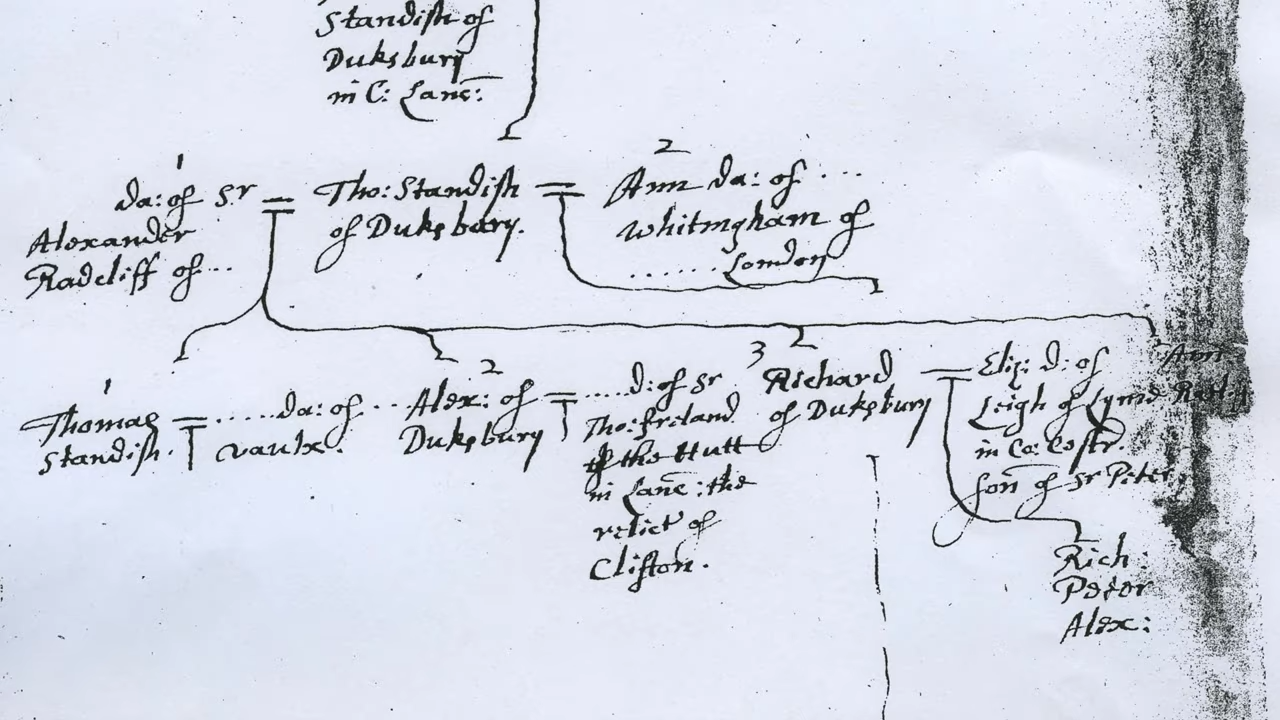 Standish of
Duksbury
in C: Lanc:
1
da: of Sr
Alexander
Radcliff of...
Tho: Standish
of Duksbury.
2
Ann da: of ...
Whitingham of
...... London
1
Thomas
Standish.
......da: of ..
Vaulx.
2
Alex: of
Duksbury
.....d: of Sr
Tho: Ireland
of the Hutt
in Lanc: the
relict of
Clifton.
3
Richard
of Duksbury
Eliz: d: of
Leigh of Lyme
in Co: Cestr.
son of Sr Peter
Ann
Rich:
Peter
Alex: